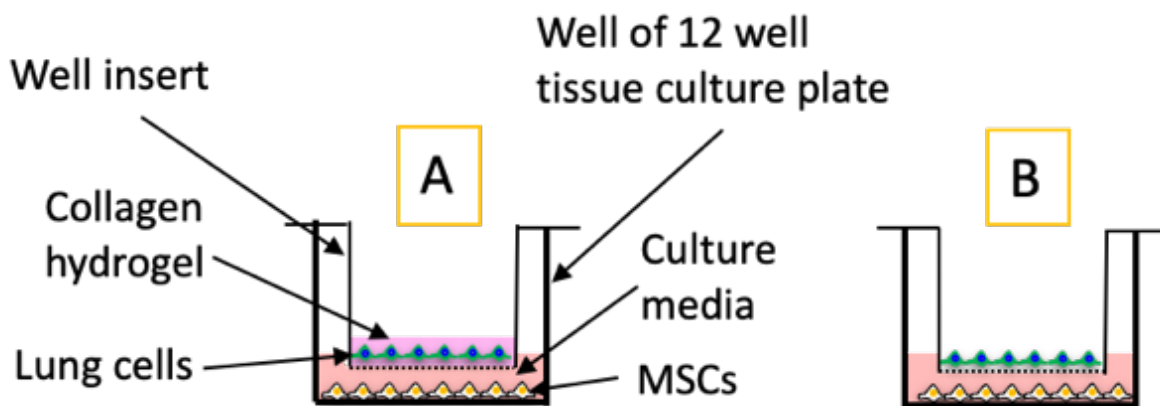 Well insert
Well of 12 well
tissue culture plate
A
B
Collagen
hydrogel
Culture
media
Lung cells
MSCs